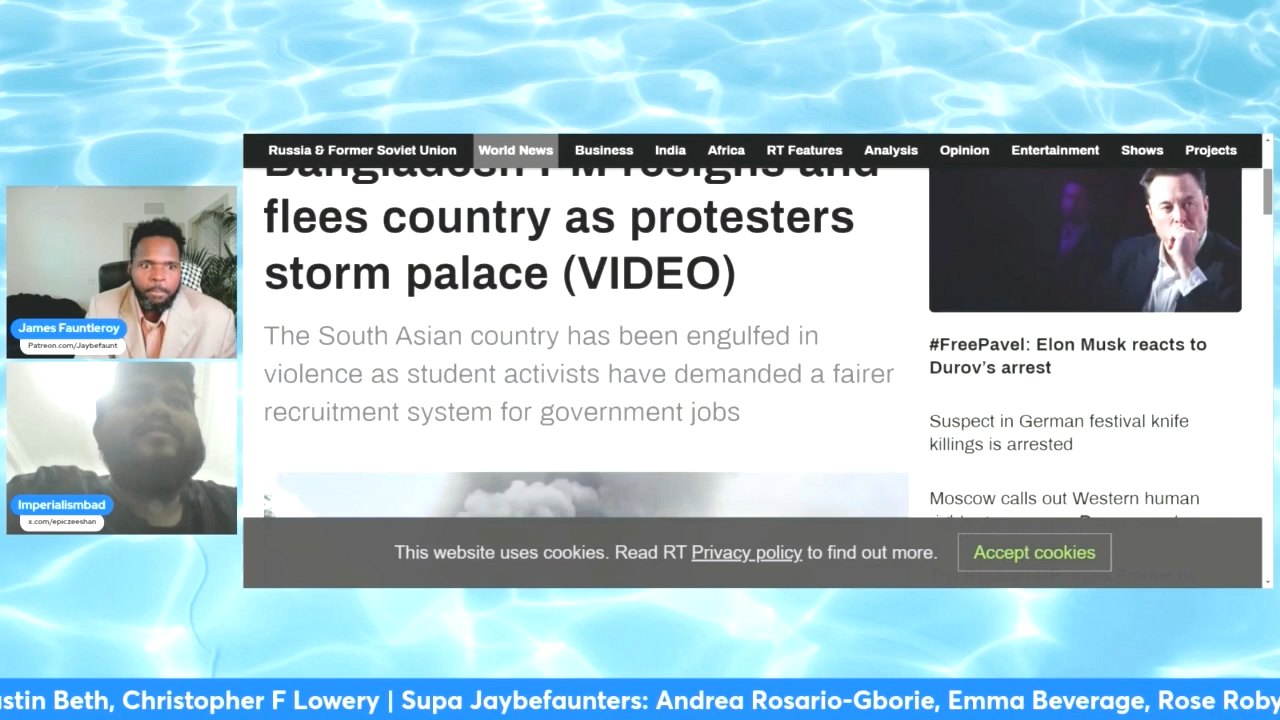 Russia & Former Soviet Union World News Business India Africa RT Features Analysis Opinion Entertainment Shows Projects
Bangladesh PM resigns and
flees country as protesters
storm palace (VIDEO)
The South Asian country has been engulfed in
violence as student activists have demanded a fairer
recruitment system for government jobs
#FreePavel: Elon Musk reacts to
Durov’s arrest
Suspect in German festival knife
killings is arrested
Moscow calls out Western human
This website uses cookies. Read RT Privacy policy to find out more. Accept cookies
James Fauntleroy
Patreon.com/Jaybefaunt
Imperialismbad
x.com/epiczeeshan
stin Beth, Christopher F Lowery | Supa Jaybefaunters: Andrea Rosario-Gborie, Emma Beverage, Rose Roby